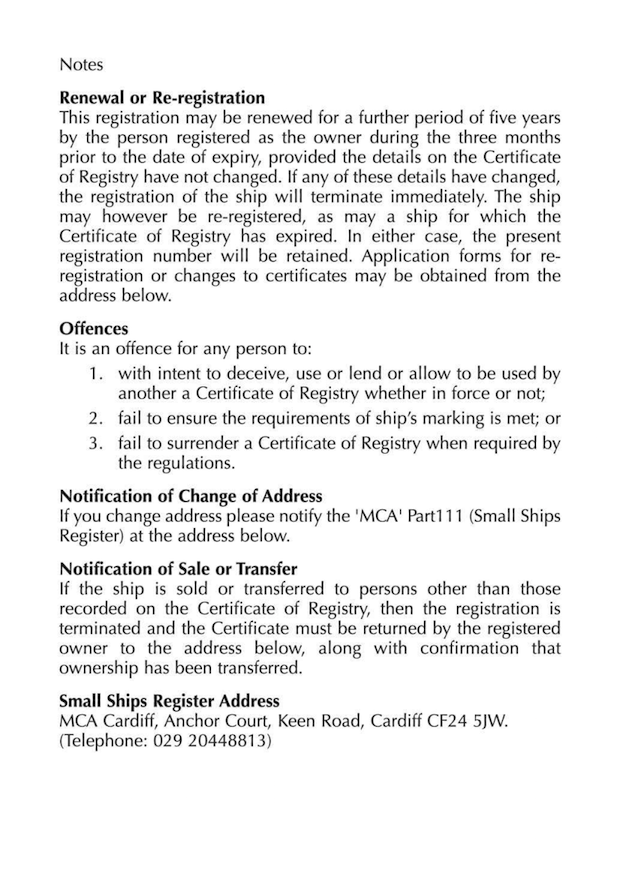 Notes
Renewal or Re-registration
This registration may be renewed for a further period of five years
by the person registered as the owner during the three months
prior to the date of expiry, provided the details on the Certificate
of Registry have not changed. If any of these details have changed,
the registration of the ship will terminate immediately. The ship
may however be re-registered, as may a ship for which the
Certificate of Registry has expired. In either case, the present
registration number will be retained. Application forms for re-
registration or changes to certificates may be obtained from the
address below.
Offences
It is an offence for any person to:
1. with intent to deceive, use or lend or allow to be used by
another a Certificate of Registry whether in force or not;
2. fail to ensure the requirements of ship’s marking is met; or
3. fail to surrender a Certificate of Registry when required by
the regulations.
Notification of Change of Address
If you change address please notify the 'MCA' Part111 (Small Ships
Register) at the address below.
Notification of Sale or Transfer
If the ship is sold or transferred to persons other than those
recorded on the Certificate of Registry, then the registration is
terminated and the Certificate must be returned by the registered
owner to the address below, along with confirmation that
ownership has been transferred.
Small Ships Register Address
MCA Cardiff, Anchor Court, Keen Road, Cardiff CF24 5JW.
(Telephone: 029 20448813)